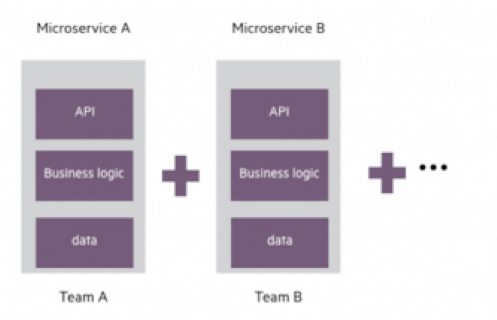 Microservice A
Microservice B
API
API
Business logic
Business logic
data
data
Team A
Team B